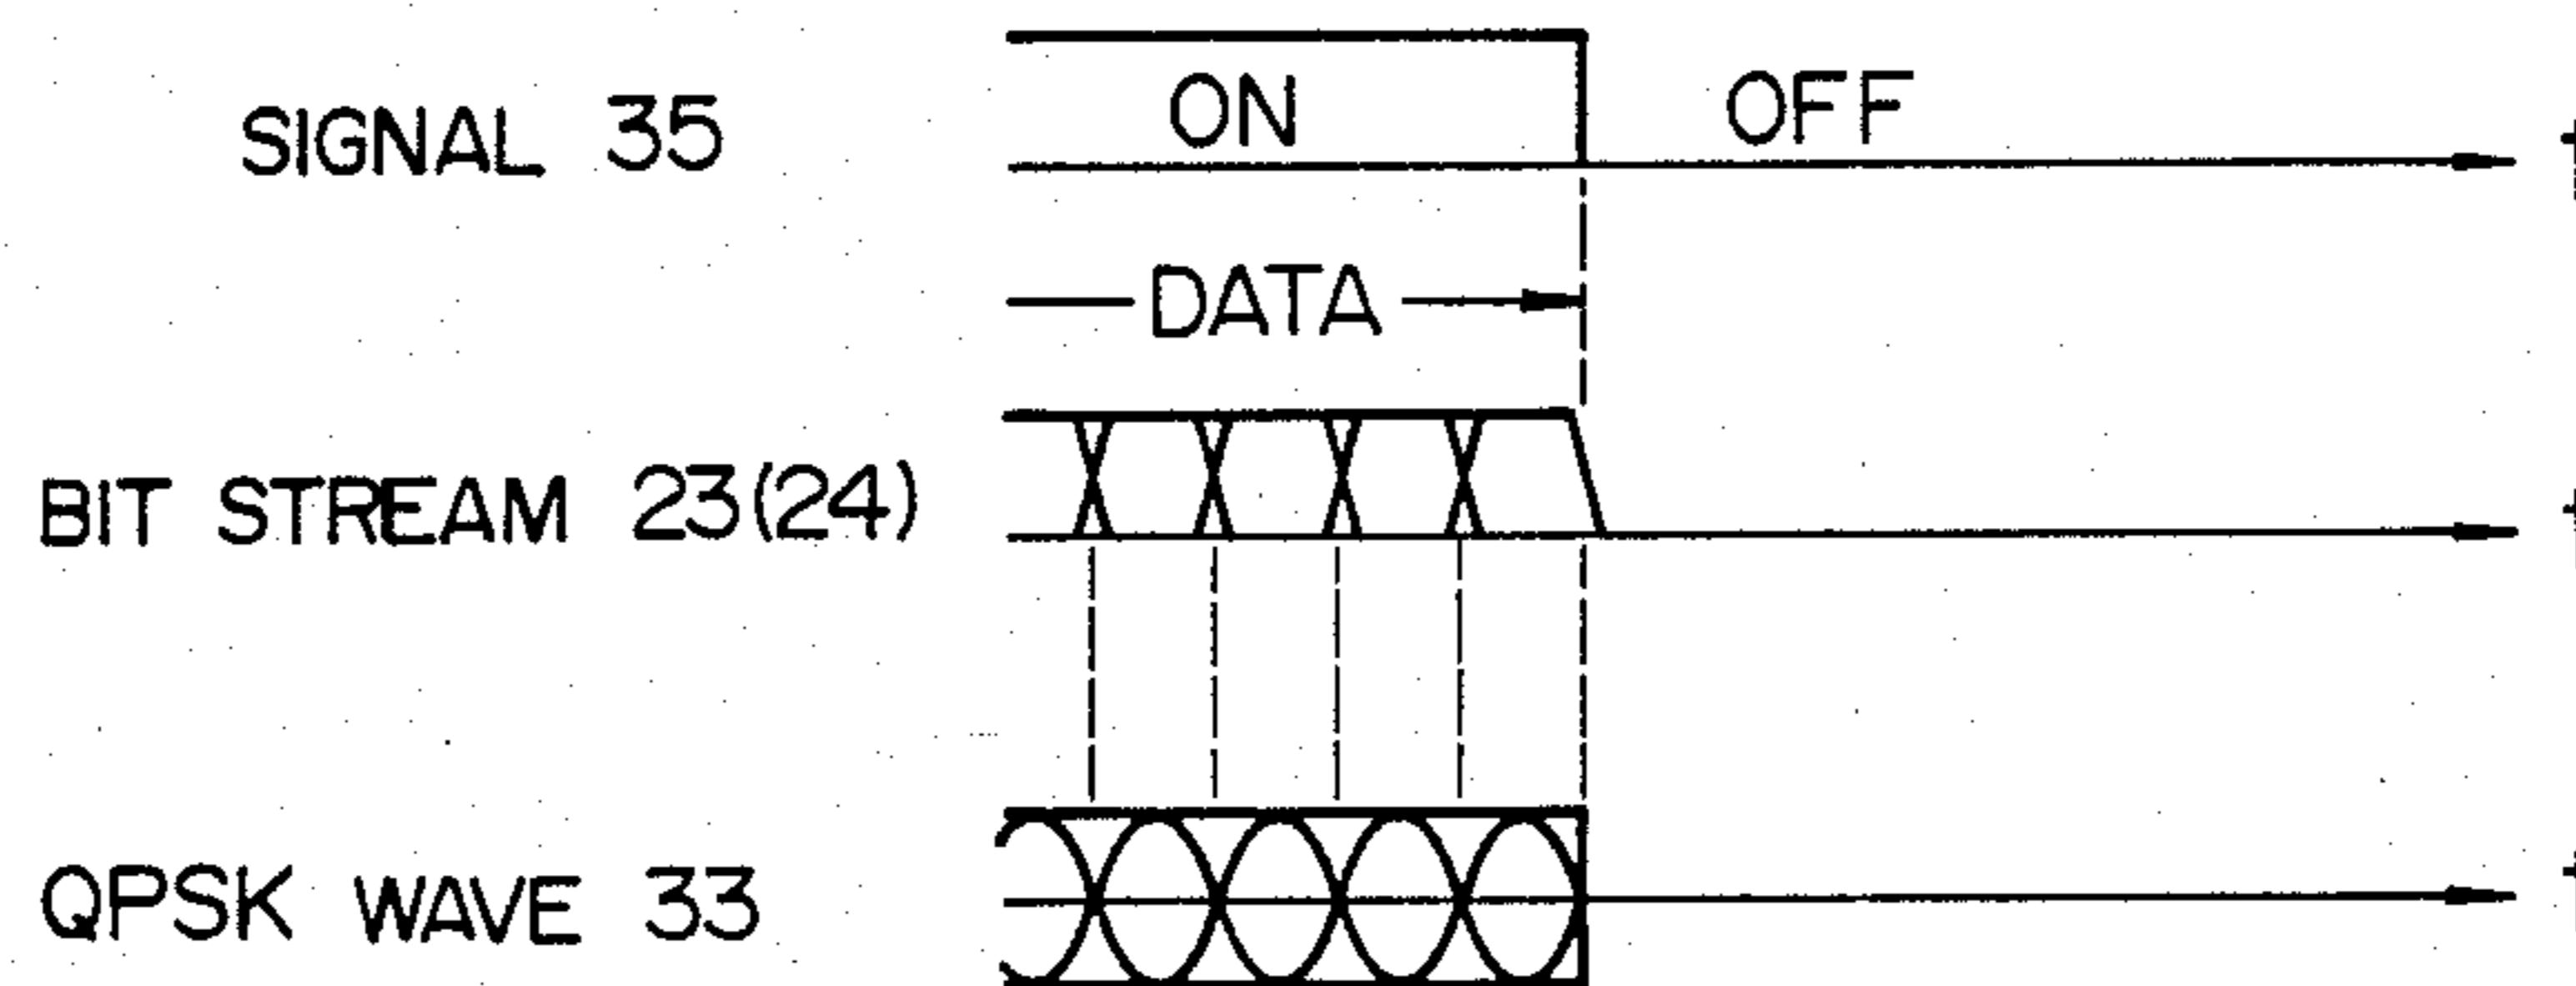 SIGNAL 35
ON
OFF
DATA
BIT STREAM 23(24)
QPSK WAVE 33